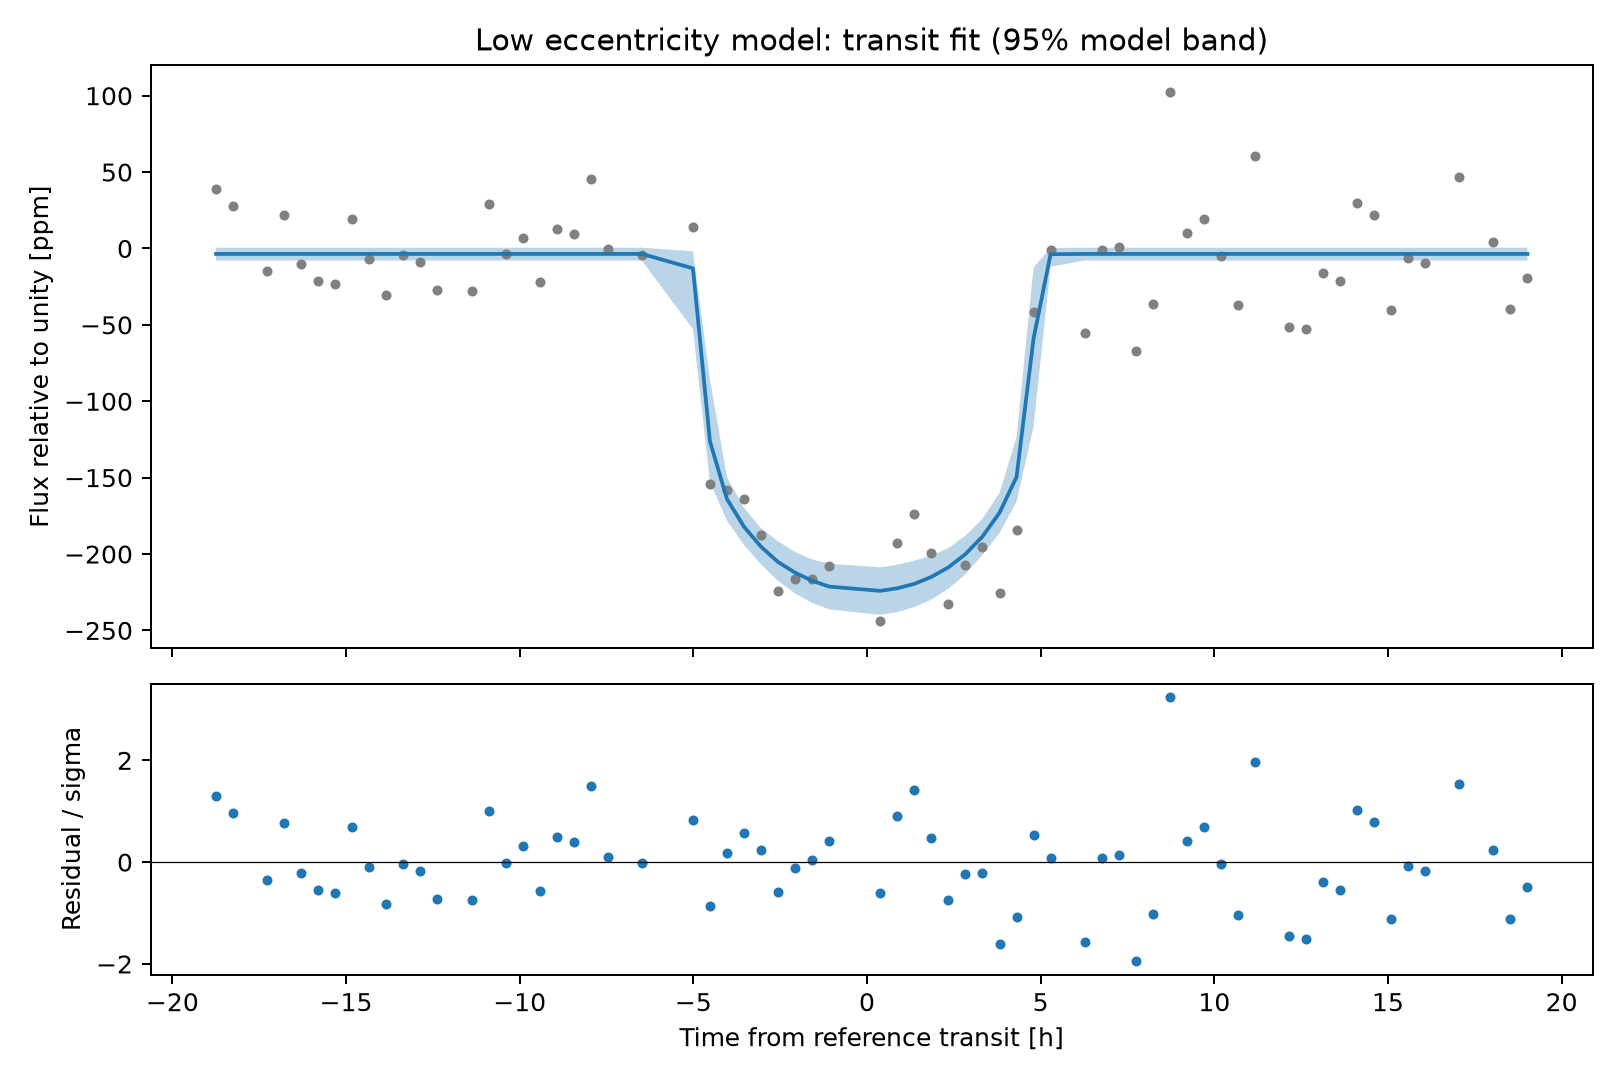 Low eccentricity model: transit fit (95% model band)
Flux relative to unity [ppm]
100
50
0
−50
−100
−150
−200
−250
Residual / sigma
2
0
−2
−20 −15 −10 −5 0 5 10 15 20
Time from reference transit [h]